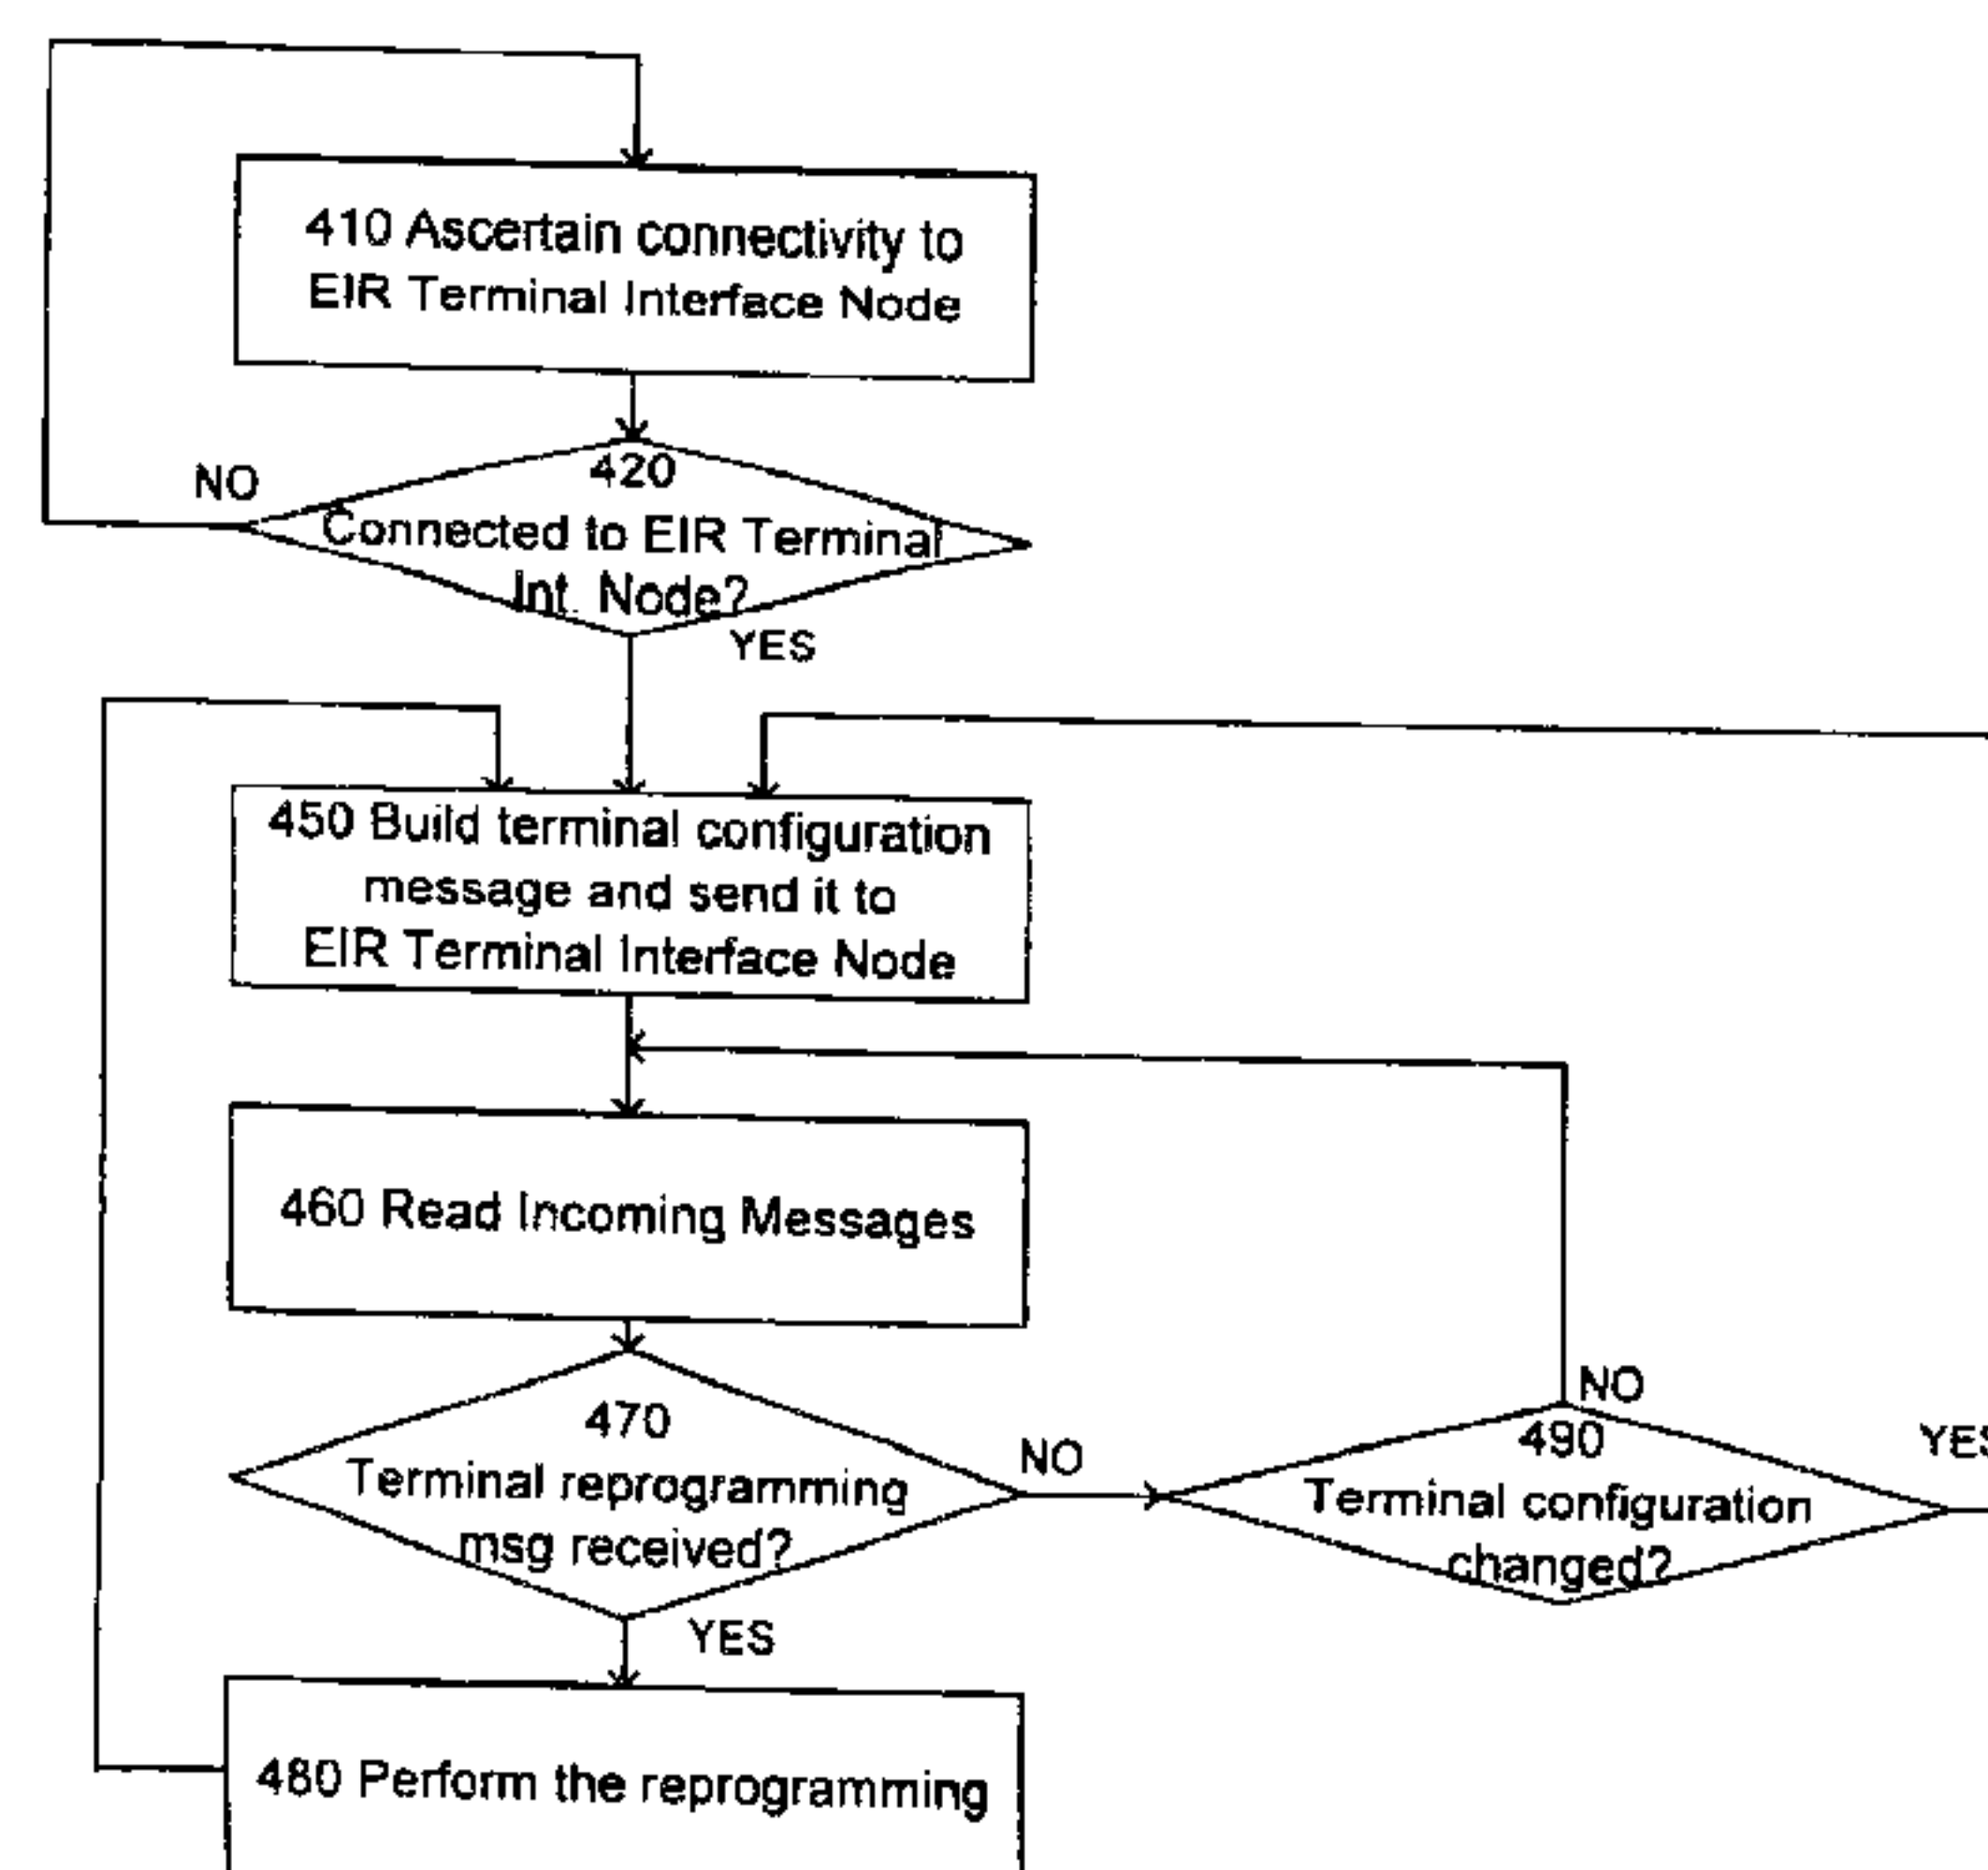 410 Ascertain connectivity to
EIR Terminal Interface Node
NO
420
Connected to EIR Terminal
Int. Node?
YES
450 Build terminal configuration
message and send it to
EIR Terminal Interface Node
460 Read Incoming Messages
470
Terminal reprogramming
msg received?
NO
YES
NO
490
Terminal configuration
changed?
YES
480 Perform the reprogramming